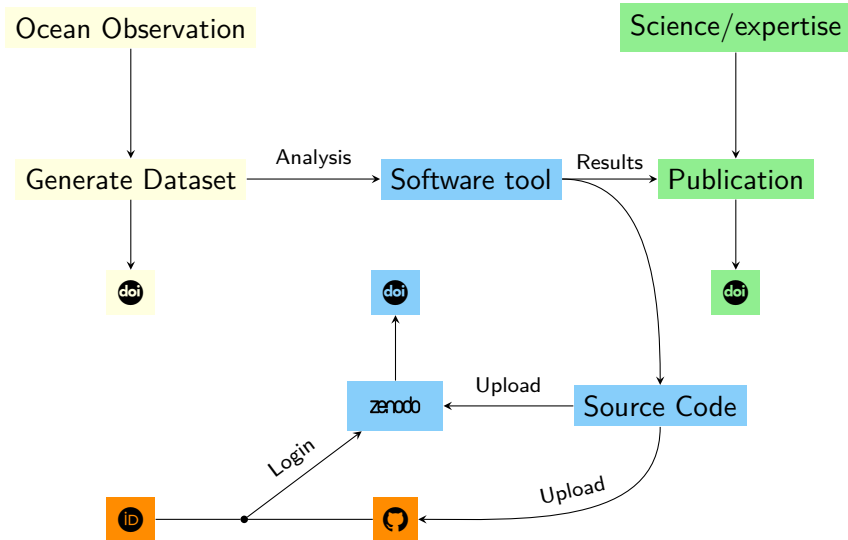 Ocean Observation
Science/expertise
Analysis
Results
Generate Dataset
Software tool
Publication
doi
doi
doi
Upload
zenodo
Source Code
Login
Upload
iD